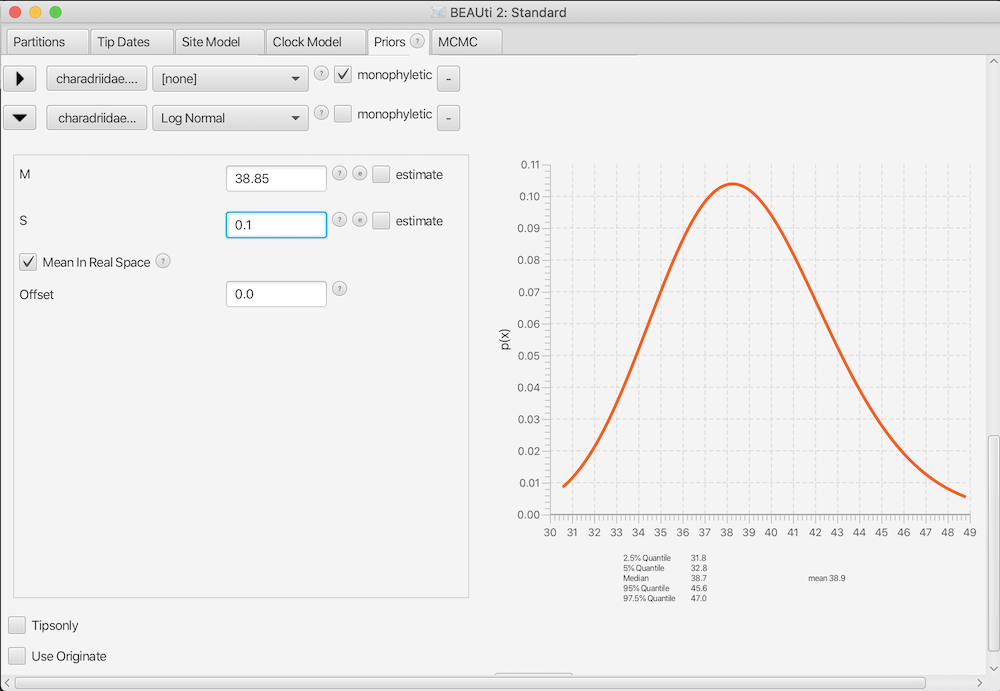 BEAUti 2: Standard
Partitions Tip Dates Site Model Clock Model Priors ? MCMC
charadriidae.... [none] ? monophyletic -
charadriidae... Log Normal ? monophyletic -
M 38.85 ? e estimate
S 0.1 ? e estimate
Mean In Real Space ?
Offset 0.0 ?
p(x)
0.11
0.10
0.09
0.08
0.07
0.06
0.05
0.04
0.03
0.02
0.01
0.00
30 31 32 33 34 35 36 37 38 39 40 41 42 43 44 45 46 47 48 49
2.5% Quantile 31.8
5% Quantile 32.8
Median 38.7 mean 38.9
95% Quantile 45.6
97.5% Quantile 47.0
Tipsonly
Use Originate